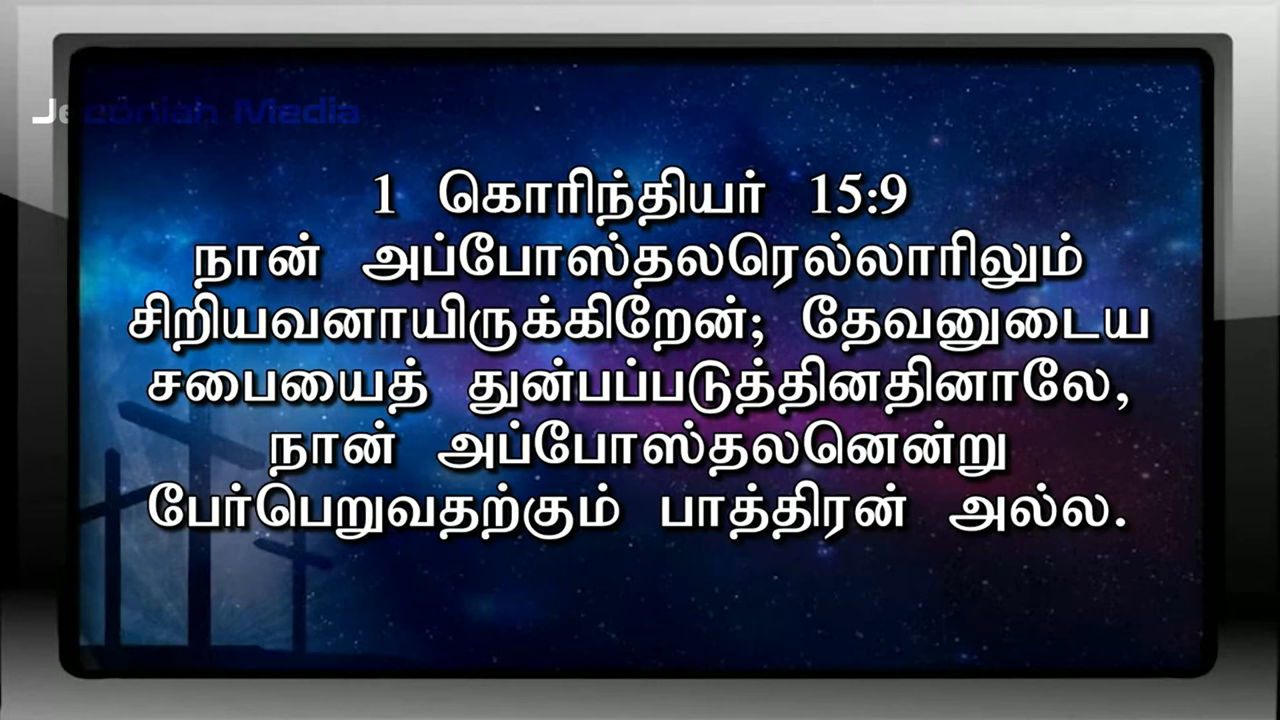 Jeconiah Media
1 கொரிந்தியர் 15:9
நான் அப்போஸ்தலரெல்லாரிலும்
சிறியவனாயிருக்கிறேன்; தேவனுடைய
சபையைத் துன்பப்படுத்தினதினாலே,
நான் அப்போஸ்தலனென்று
பேர்பெறுவதற்கும் பாத்திரன் அல்ல.